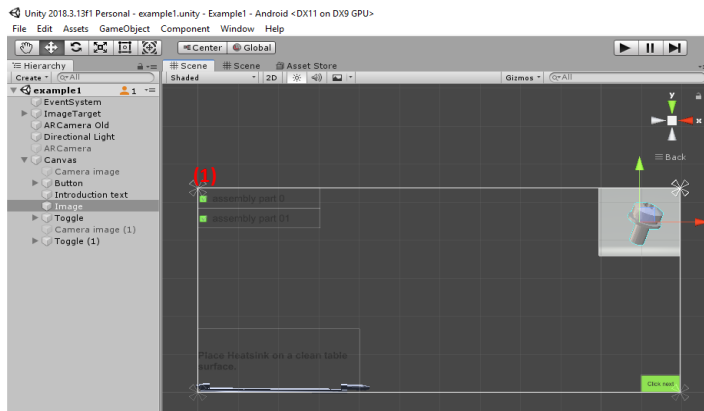 Unity 2018.3.13f1 Personal - example1.unity - Example1 - Android <DX11 on DX9 GPU>
File Edit Assets GameObject Component Window Help
Center Global
Hierarchy
Scene Scene Asset Store
Create All
Shaded 2D Gizmos All
example1 1
EventSystem
ImageTarget
ARCamera Old
Directional Light
ARCamera
Canvas
Camera image
Button
Introduction text
Image
Toggle
Camera image (1)
Toggle (1)
y
x
Back
(1)
assembly part 0
assembly part 01
Place Heatsink on a clean table
surface.
Click next